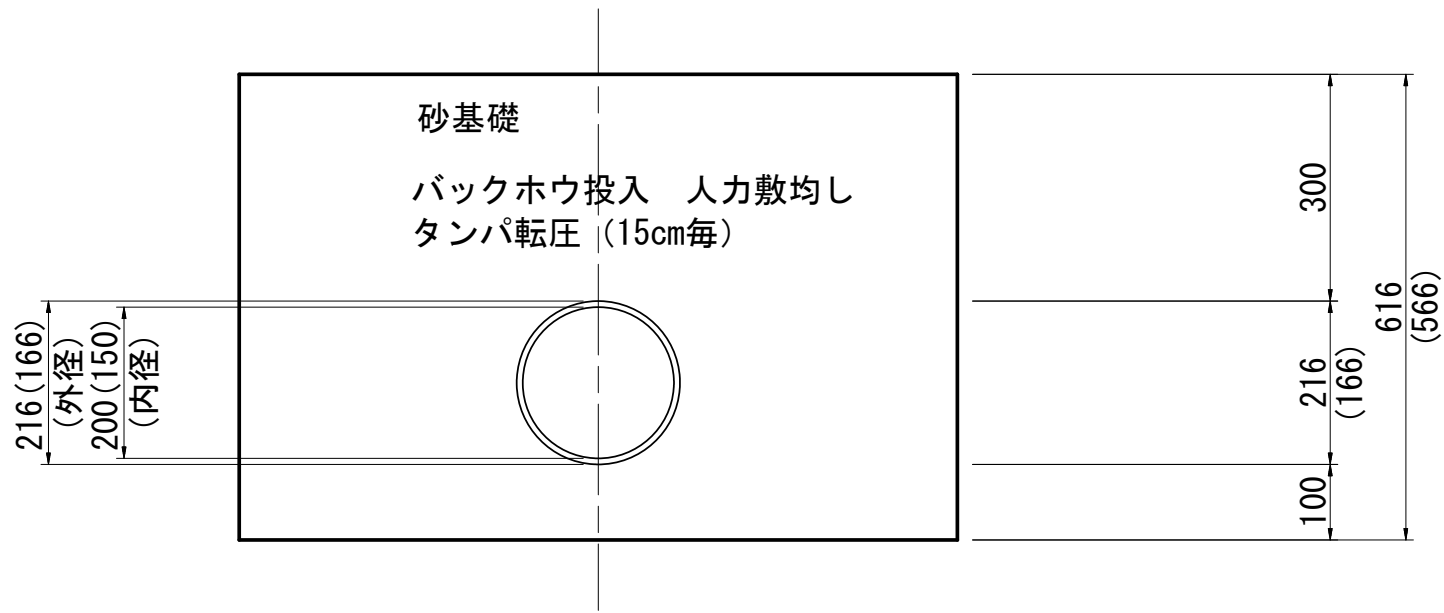 砂基礎
バックホウ投入　人力敷均し
タンパ転圧（15cm毎）
216(166)
(外径)
200(150)
(内径)
300
216
(166)
100
616
(566)